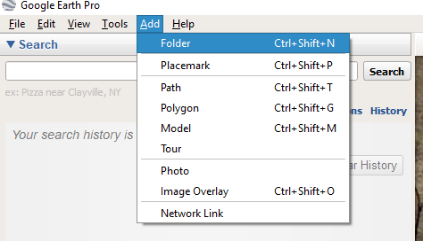 Google Earth Pro
File Edit View Tools Add Help
Search
Folder Ctrl+Shift+N
Placemark Ctrl+Shift+P
Search
Path Ctrl+Shift+T
ex: Pizza near Clayville, NY
Polygon Ctrl+Shift+G
History
Model Ctrl+Shift+M
Your search history is
Tour
Photo
History
Image Overlay Ctrl+Shift+O
Network Link